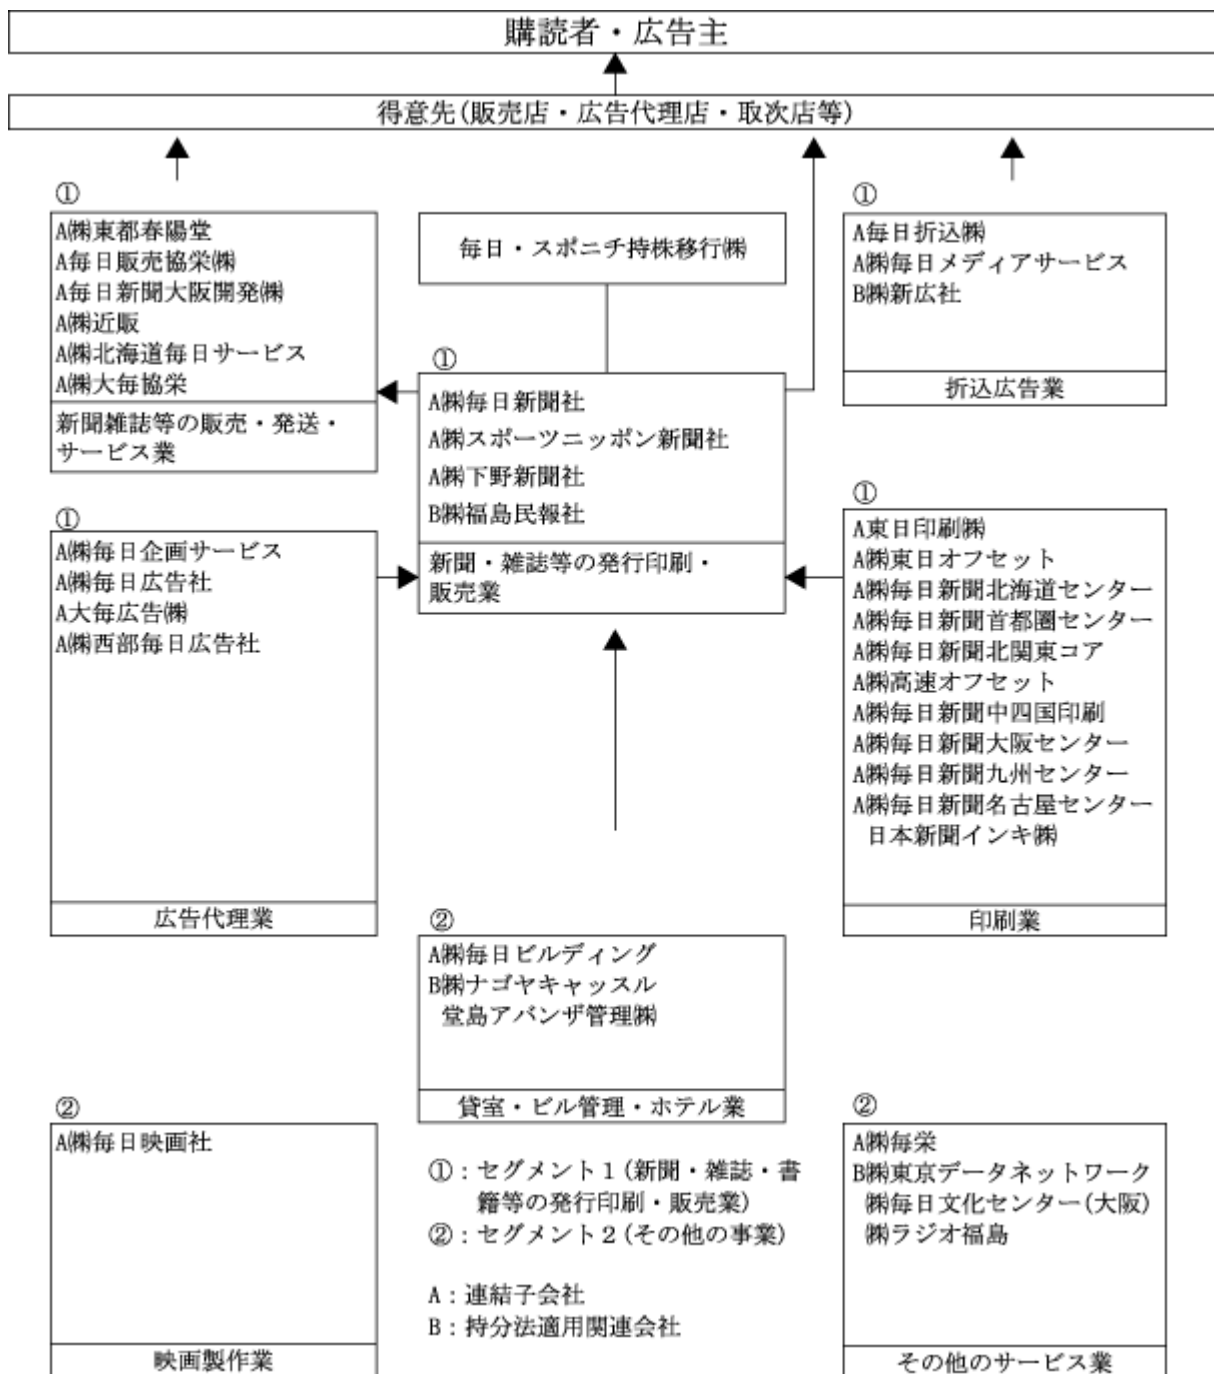 購読者・広告主
得意先(販売店・広告代理店・取次店等)
①
A㈱東都春陽堂
A毎日販売協栄㈱
A毎日新聞大阪開発㈱
A㈱近販
A㈱北海道毎日サービス
A㈱大毎協栄
新聞雑誌等の販売・発送・
サービス業
毎日・スポニチ持株移行㈱
①
A毎日折込㈱
A㈱毎日メディアサービス
B㈱新広社
折込広告業
①
A㈱毎日新聞社
A㈱スポーツニッポン新聞社
A㈱下野新聞社
B㈱福島民報社
新聞・雑誌等の発行印刷・
販売業
①
A㈱毎日企画サービス
A㈱毎日広告社
A大毎広告㈱
A㈱西部毎日広告社
広告代理業
①
A東日印刷㈱
A㈱東日オフセット
A㈱毎日新聞北海道センター
A㈱毎日新聞首都圏センター
A㈱毎日新聞北関東コア
A㈱高速オフセット
A㈱毎日新聞中四国印刷
A㈱毎日新聞大阪センター
A㈱毎日新聞九州センター
A㈱毎日新聞名古屋センター
日本新聞インキ㈱
印刷業
②
A㈱毎日ビルディング
B㈱ナゴヤキャッスル
堂島アバンザ管理㈱
貸室・ビル管理・ホテル業
②
A㈱毎日映画社
映画製作業
①：セグメント１(新聞・雑誌・書
籍等の発行印刷・販売業)
②：セグメント２(その他の事業)
A：連結子会社
B：持分法適用関連会社
②
A㈱毎栄
B㈱東京データネットワーク
㈱毎日文化センター(大阪)
㈱ラジオ福島
その他のサービス業